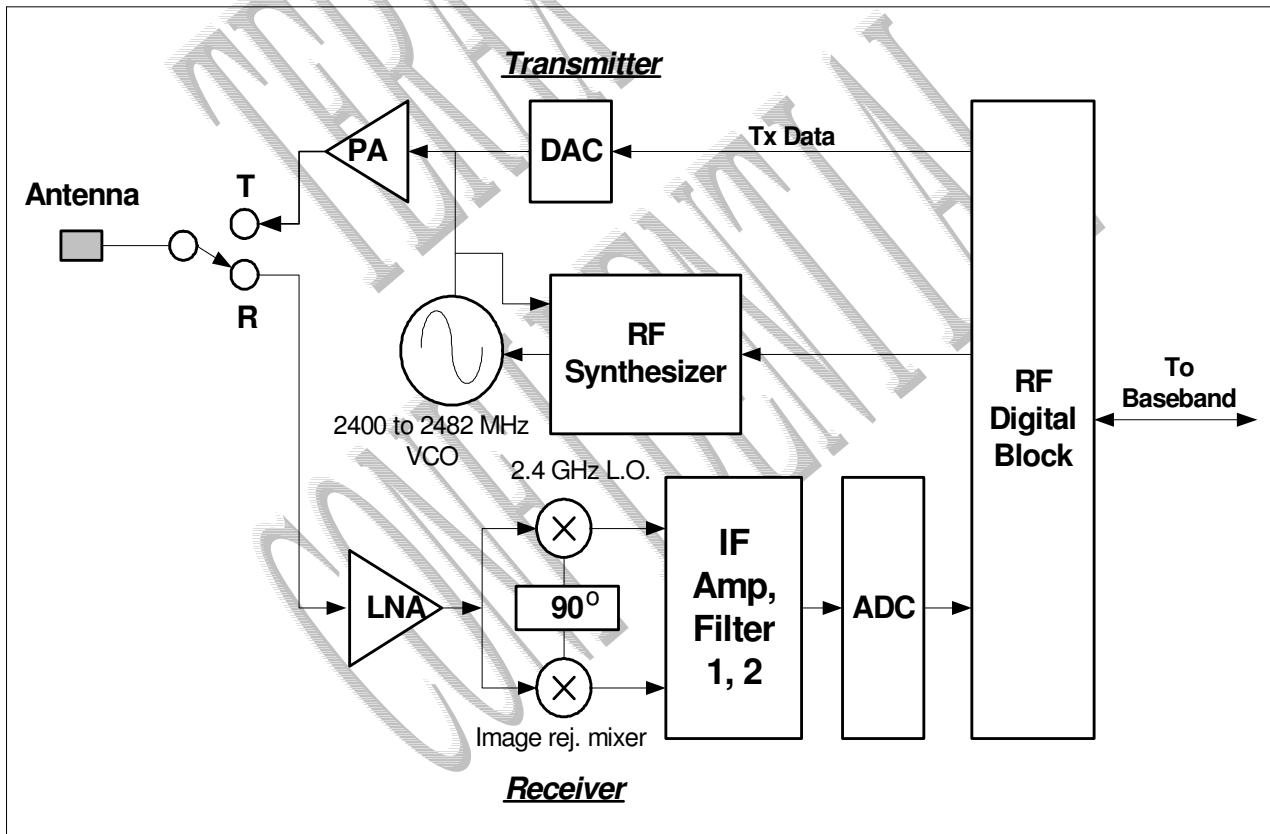 Transmitter
PA
DAC
Tx Data
Antenna
T
R
RF
Synthesizer
2400 to 2482 MHz
VCO
RF
Digital
Block
To
Baseband
2.4 GHz L.O.
LNA
90°
IF
Amp,
Filter
1, 2
ADC
Image rej. mixer
Receiver
CONFIDENTIAL